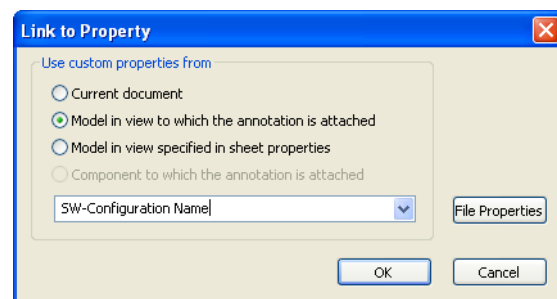 Link to Property
Use custom properties from
Current document
Model in view to which the annotation is attached
Model in view specified in sheet properties
Component to which the annotation is attached
SW-Configuration Name
File Properties
OK
Cancel